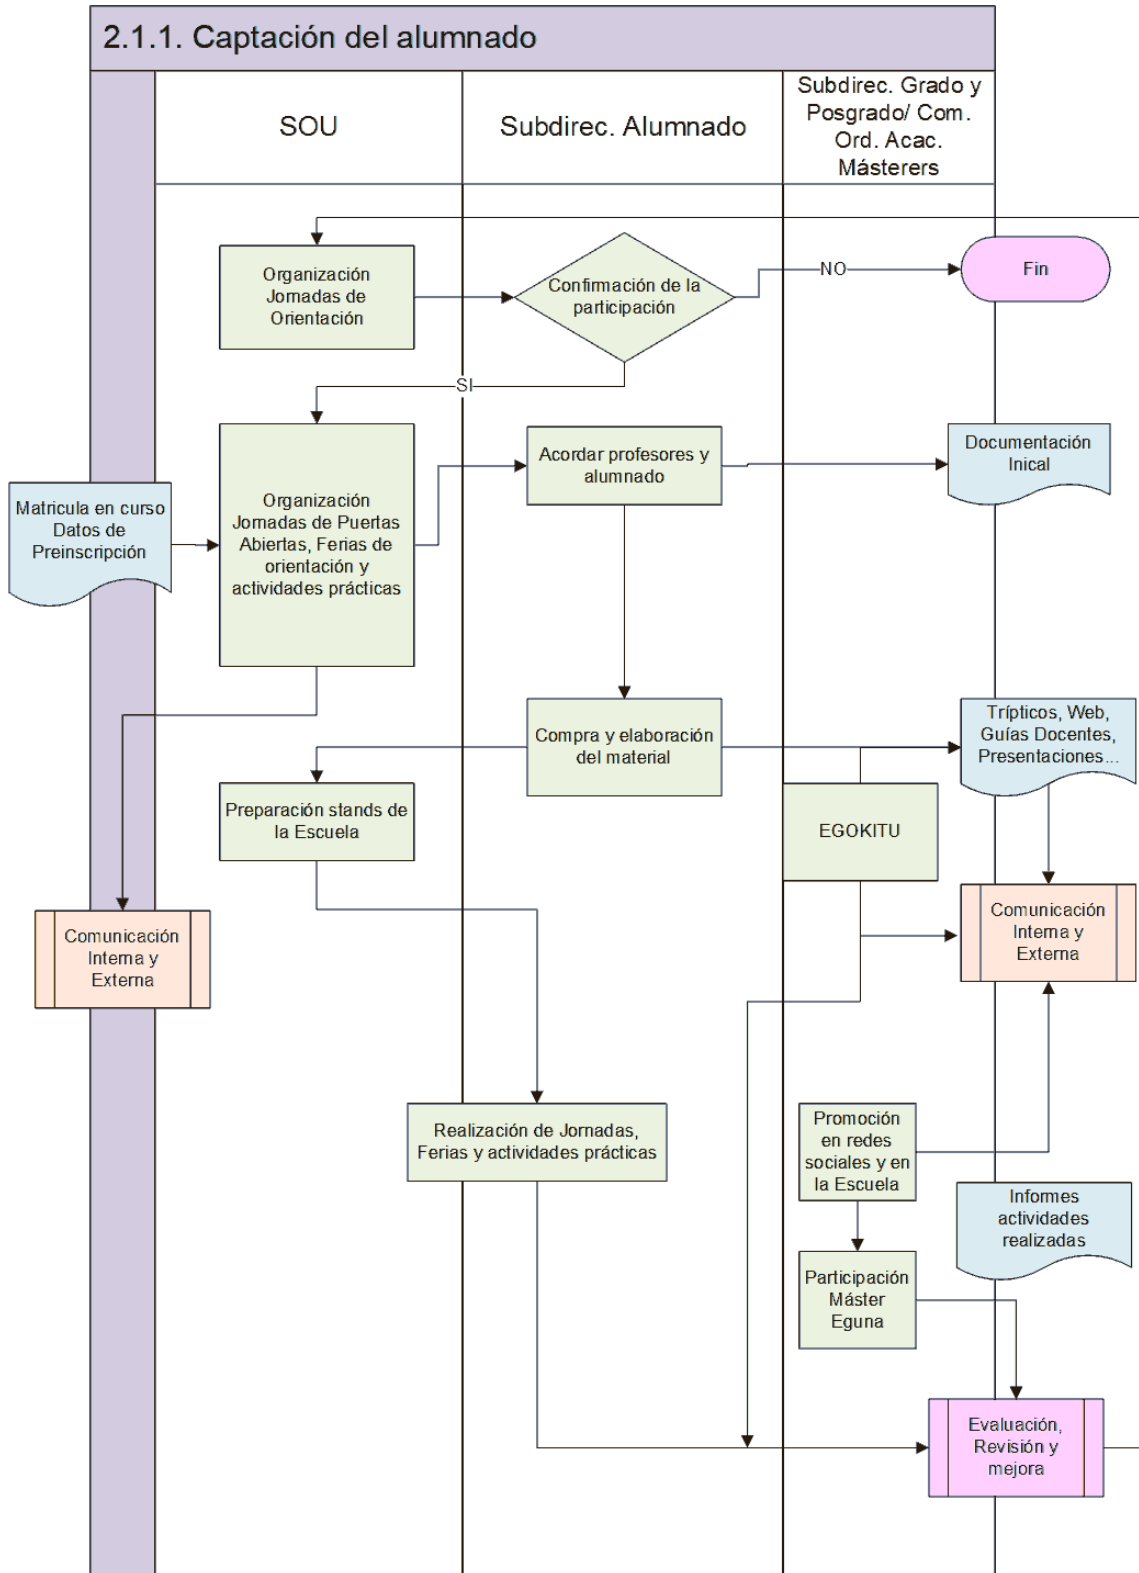 2.1.1. Captación del alumnado
SOU
Subdirec. Alumnado
Subdirec. Grado y
Posgrado/ Com.
Ord. Acac.
Másterers
Organización
Jornadas de
Orientación
Confirmación de la
participación
NO
Fin
SI
Matricula en curso
Datos de
Preinscripción
Organización
Jornadas de Puertas
Abiertas, Ferias de
orientación y
actividades prácticas
Acordar profesores y
alumnado
Documentación
Inical
Compra y elaboración
del material
Trípticos, Web,
Guías Docentes,
Presentaciones...
Preparación stands de
la Escuela
EGOKITU
Comunicación
Interna y
Externa
Comunicación
Interna y
Externa
Realización de Jornadas,
Ferias y actividades prácticas
Promoción
en redes
sociales y en
la Escuela
Informes
actividades
realizadas
Participación
Máster
Eguna
Evaluación,
Revisión y
mejora